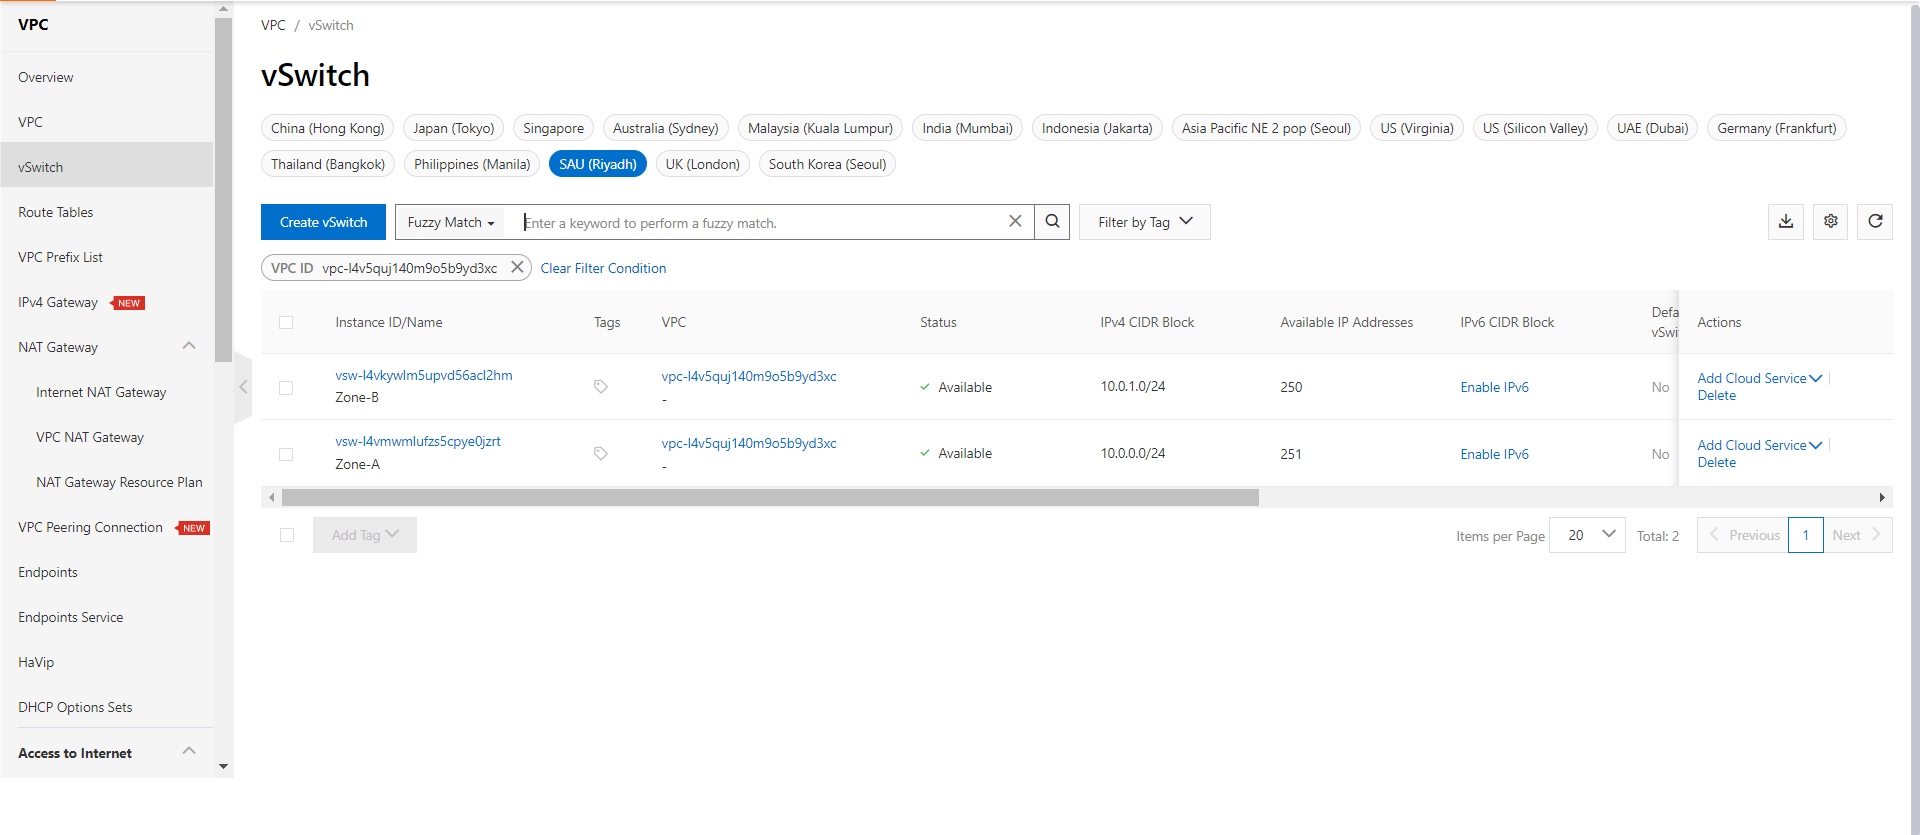 VPC
Overview
VPC
vSwitch
Route Tables
VPC Prefix List
IPv4 Gateway NEW
NAT Gateway
Internet NAT Gateway
VPC NAT Gateway
NAT Gateway Resource Plan
VPC Peering Connection NEW
Endpoints
Endpoints Service
HaVip
DHCP Options Sets
Access to Internet
VPC / vSwitch
vSwitch
China (Hong Kong) Japan (Tokyo) Singapore Australia (Sydney) Malaysia (Kuala Lumpur) India (Mumbai) Indonesia (Jakarta) Asia Pacific NE 2 pop (Seoul) US (Virginia) US (Silicon Valley) UAE (Dubai) Germany (Frankfurt)
Thailand (Bangkok) Philippines (Manila) SAU (Riyadh) UK (London) South Korea (Seoul)
Create vSwitch Fuzzy Match Enter a keyword to perform a fuzzy match. Filter by Tag
VPC ID vpc-l4v5quj140m9o5b9yd3xc Clear Filter Condition
Instance ID/Name Tags VPC Status IPv4 CIDR Block Available IP Addresses IPv6 CIDR Block Defa Actions
vSwi
vsw-l4vkywlm5upvd56acl2hm vpc-l4v5quj140m9o5b9yd3xc Available 10.0.1.0/24 250 Enable IPv6 No Add Cloud Service
Zone-B - Delete
vsw-l4vmwmlufzs5cpye0jzrt vpc-l4v5quj140m9o5b9yd3xc Available 10.0.0.0/24 251 Enable IPv6 No Add Cloud Service
Zone-A - Delete
Add Tag Items per Page 20 Total: 2 Previous 1 Next